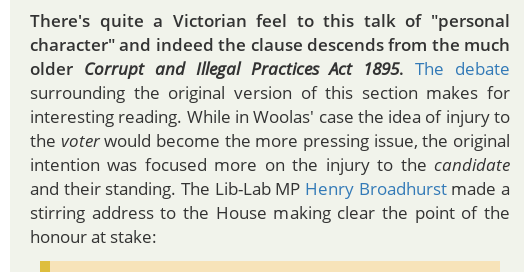 There's quite a Victorian feel to this talk of "personal
character" and indeed the clause descends from the much
older Corrupt and Illegal Practices Act 1895. The debate
surrounding the original version of this section makes for
interesting reading. While in Woolas' case the idea of injury to
the voter would become the more pressing issue, the original
intention was focused more on the injury to the candidate
and their standing. The Lib-Lab MP Henry Broadhurst made a
stirring address to the House making clear the point of the
honour at stake: